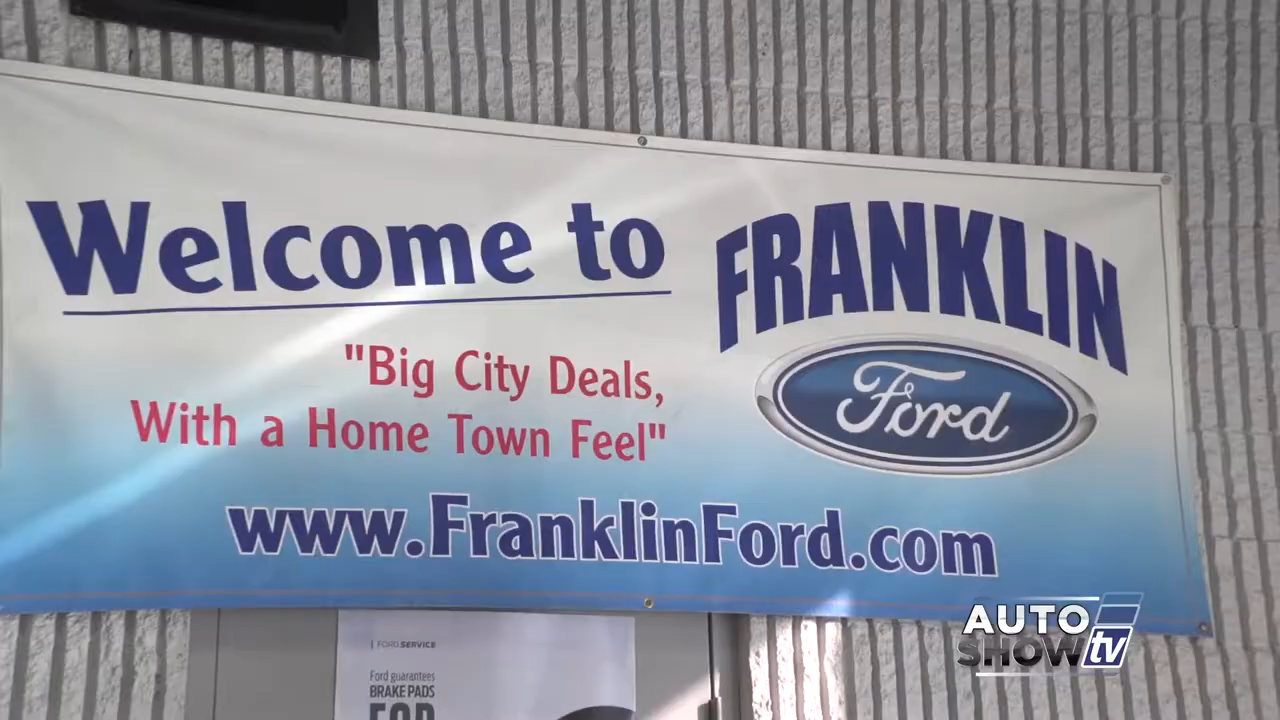 Welcome to
FRANKLIN
Ford
"Big City Deals,
With a Home Town Feel"
www.FranklinFord.com
FORD SERVICE
Ford guarantees
BRAKE PADS
FOR
AUTO
SHOW tv